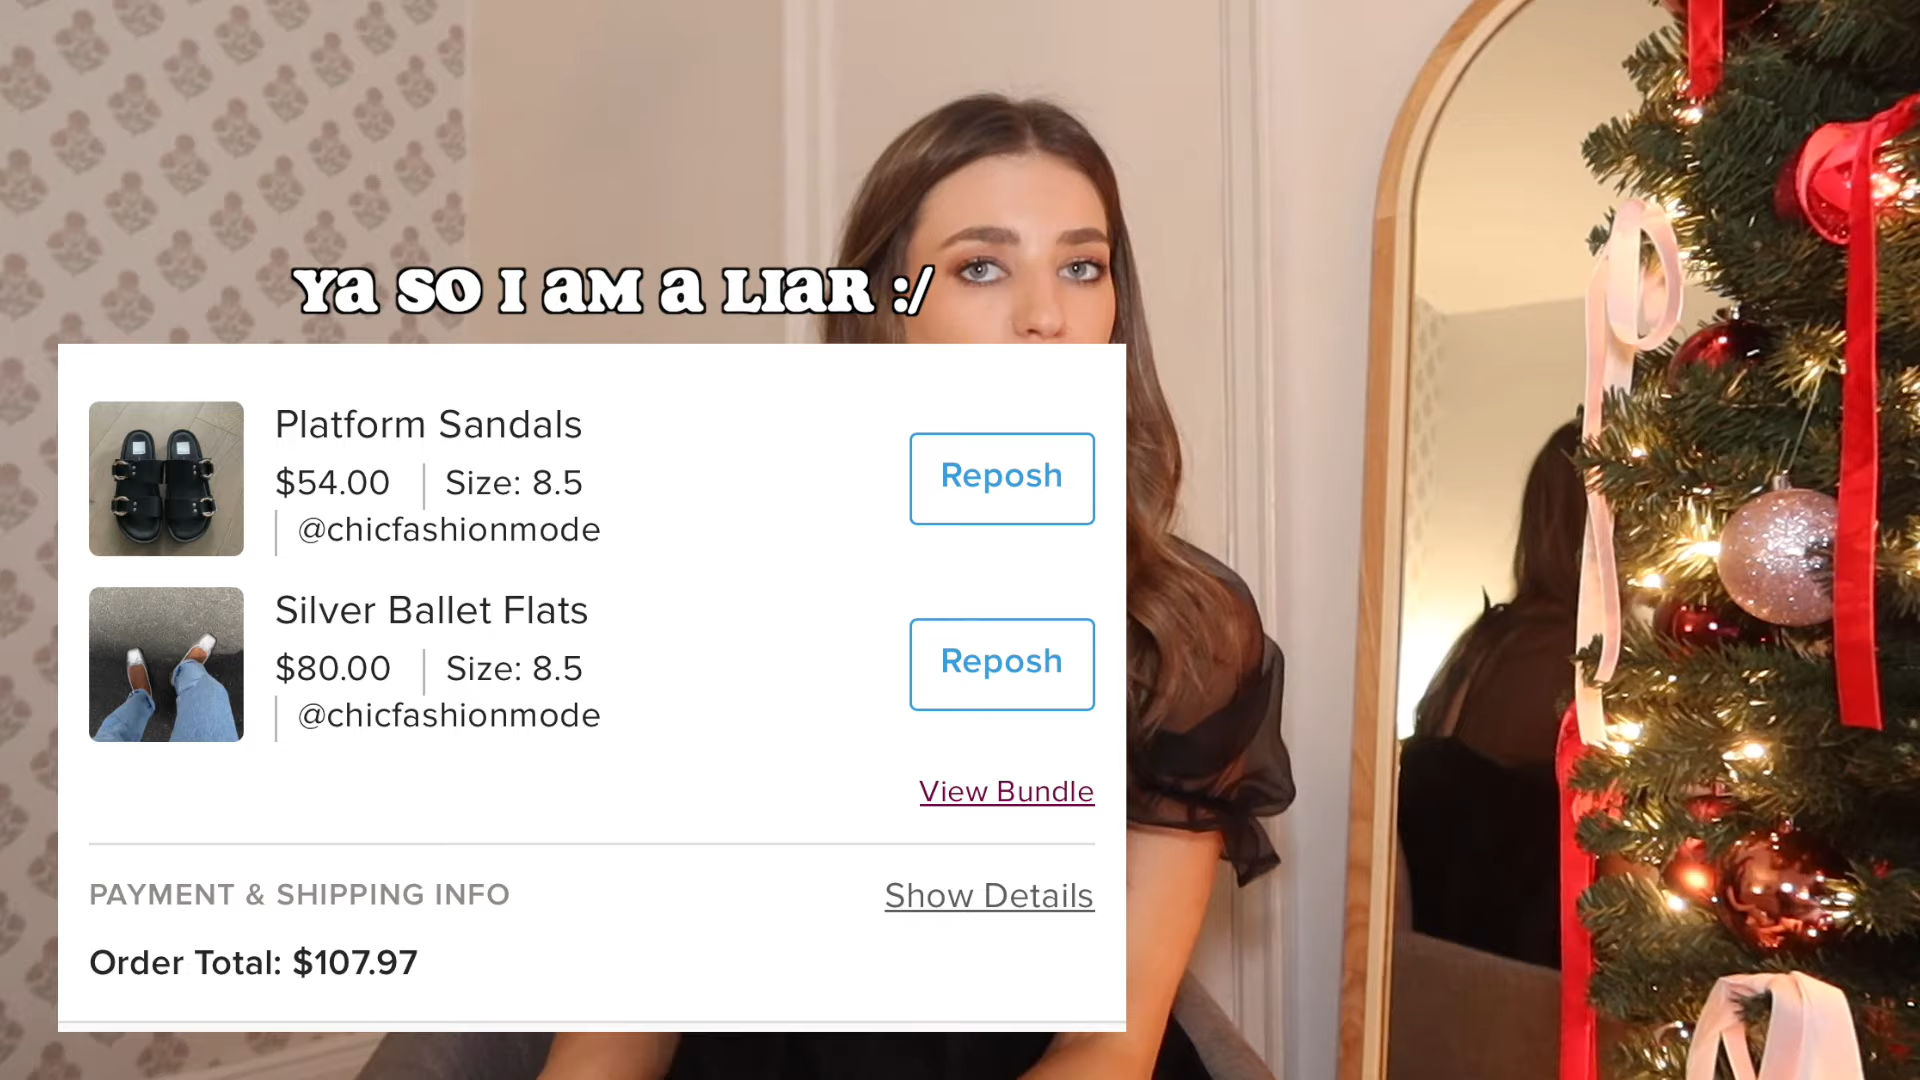 Ya SO I aM a LIaR :/
Platform Sandals
$54.00 | Size: 8.5
| @chicfashionmode
Reposh
Silver Ballet Flats
$80.00 | Size: 8.5
| @chicfashionmode
Reposh
View Bundle
PAYMENT & SHIPPING INFO
Show Details
Order Total: $107.97